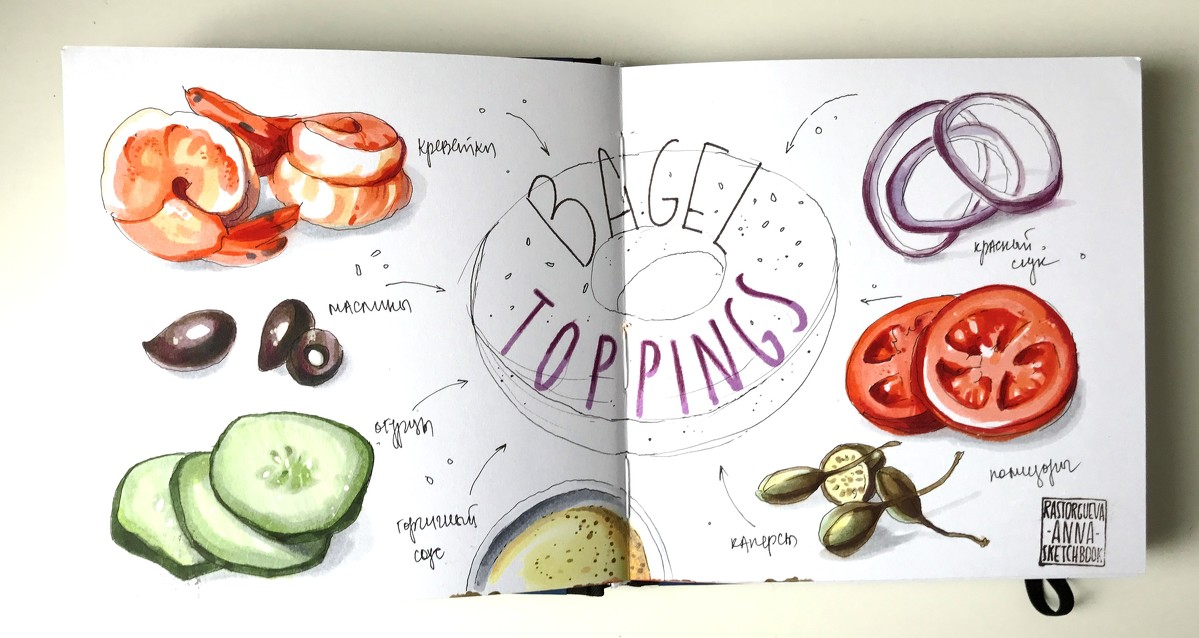 BAGEL
TOPPINGS
креветки
маслины
огурцы
горчичный
соус
красный
лук
помидоры
каперсы
RASTORGUEVA
-ANNA-
SKETCHBOOK